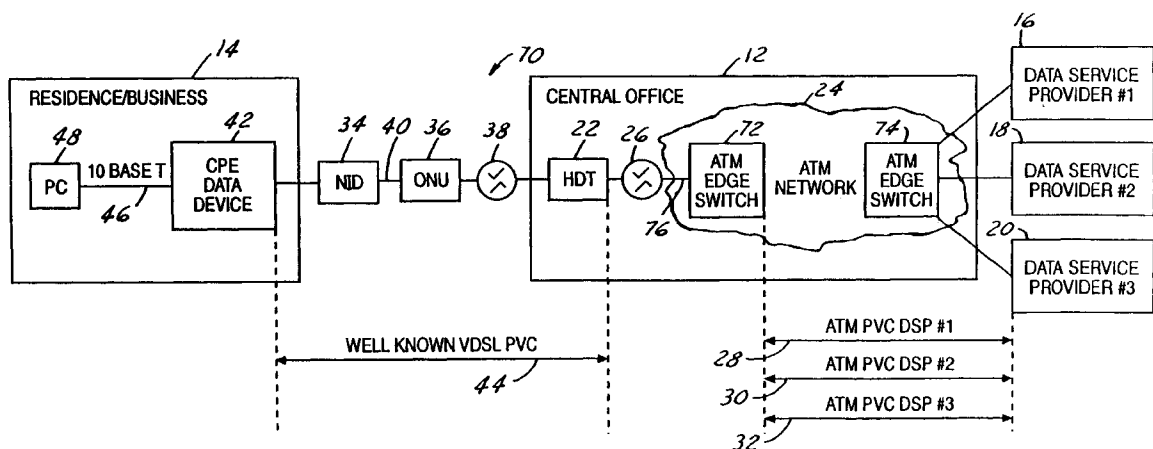 14
70
12
16
RESIDENCE/BUSINESS
CENTRAL OFFICE
24
DATA SERVICE
PROVIDER #1
48
PC
10 BASE T
46
42
CPE
DATA
DEVICE
34
NID
40
36
ONU
38
22
HDT
26
76
72
ATM
EDGE
SWITCH
ATM
NETWORK
74
ATM
EDGE
SWITCH
18
DATA SERVICE
PROVIDER #2
20
DATA SERVICE
PROVIDER #3
WELL KNOWN VDSL PVC
44
ATM PVC DSP #1
28
ATM PVC DSP #2
30
ATM PVC DSP #3
32